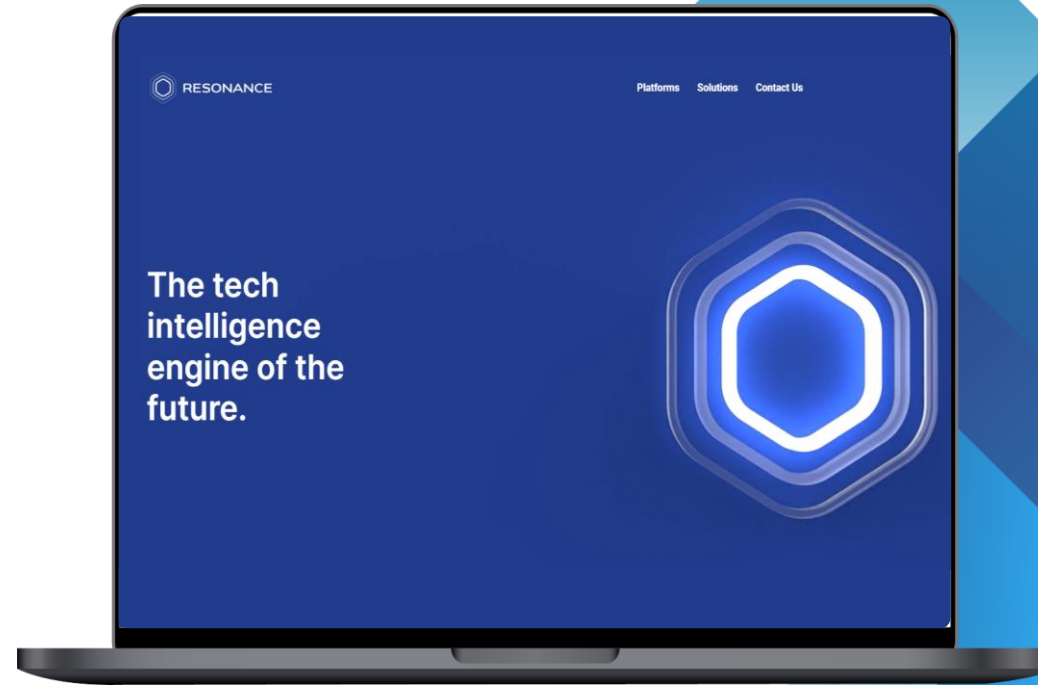 RESONANCE
Platforms Solutions Contact Us
The tech
intelligence
engine of the
future.